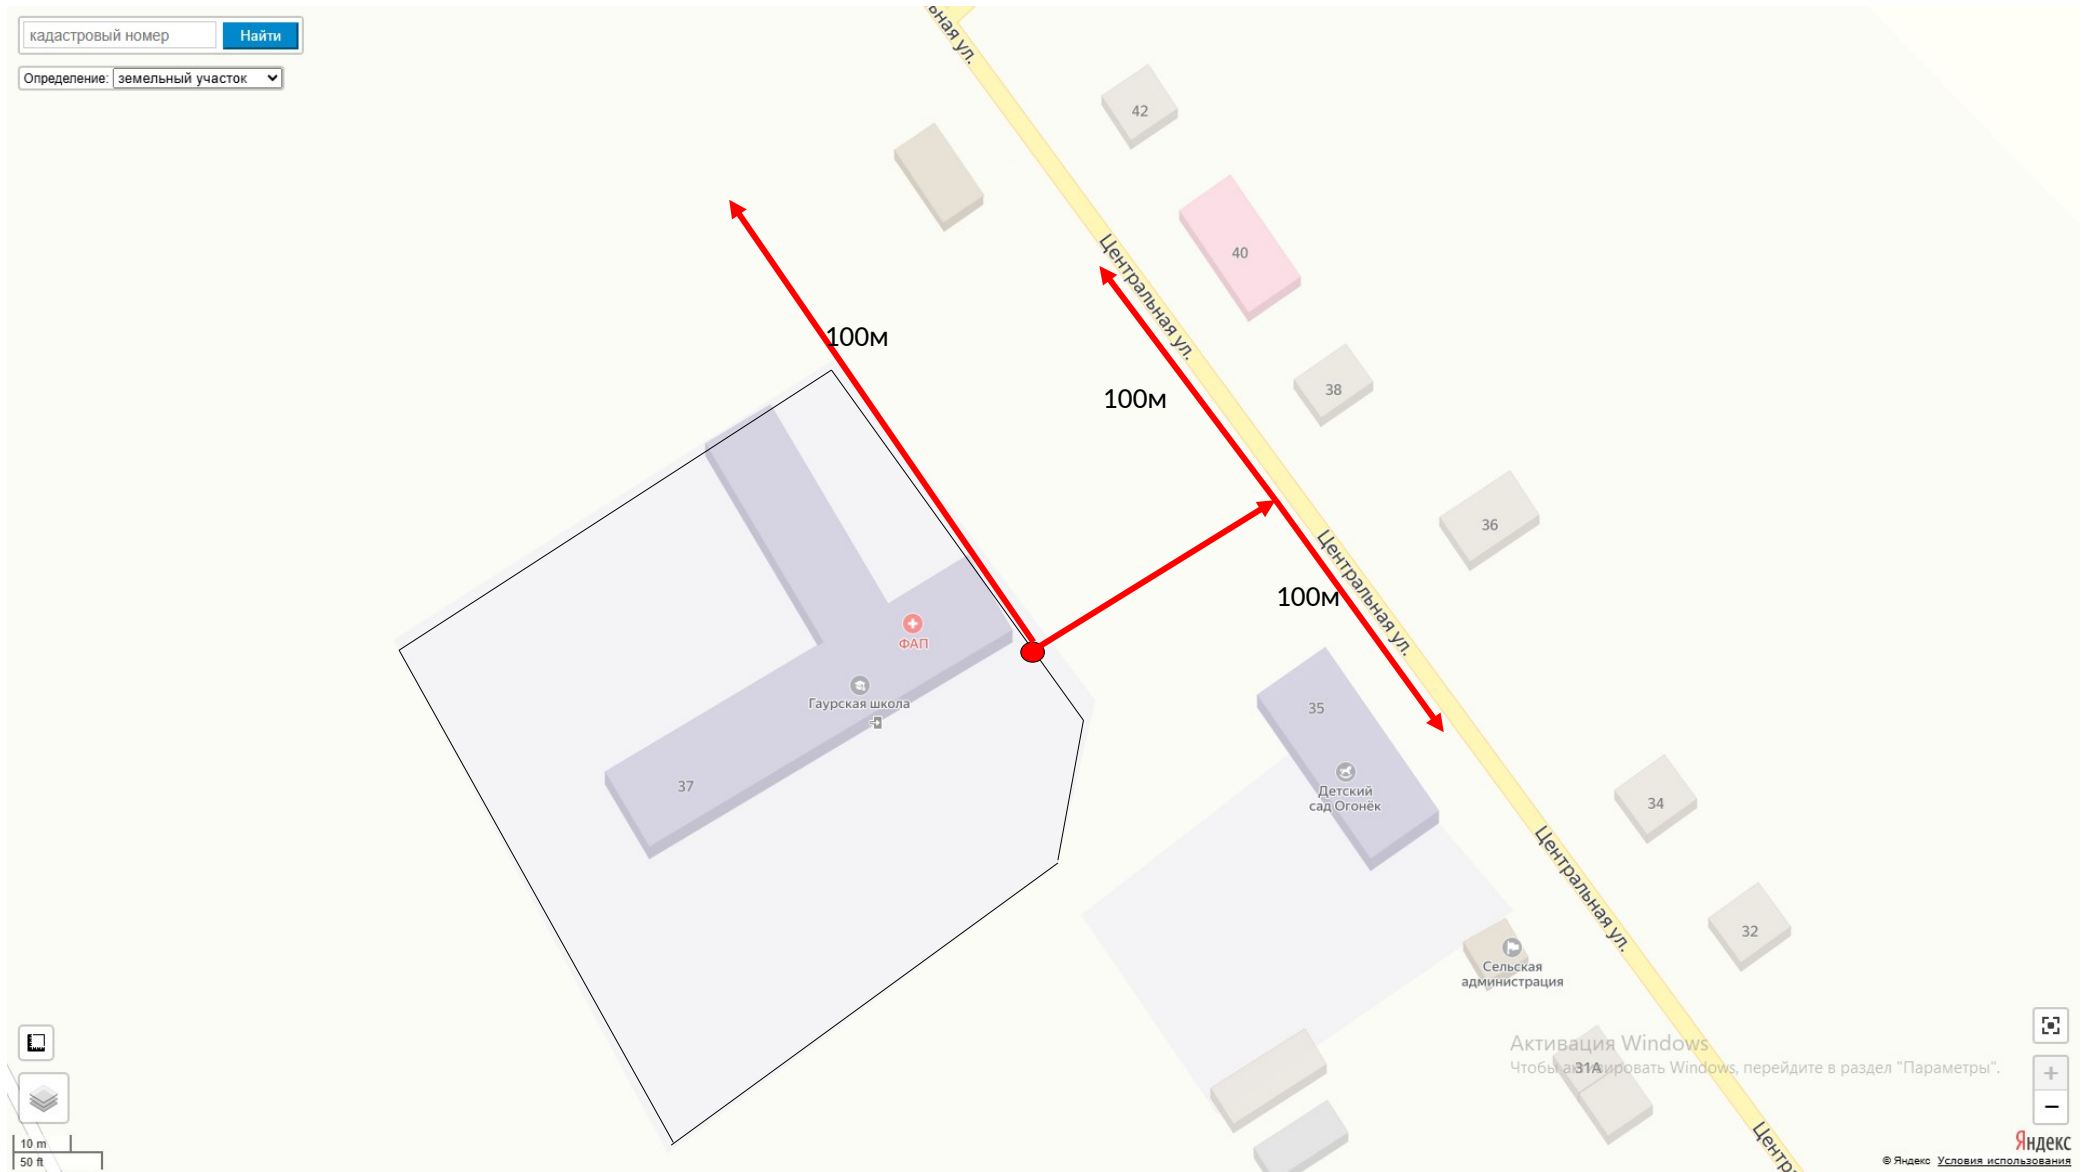 кадастровый номер
Найти
Определение: земельный участок
ьная ул.
42
40
Центральная ул.
100м
38
100м
36
Центральная ул.
100м
ФАП
Гаурская школа
35
37
Детский
сад Огонёк
34
Центральная ул.
32
Сельская
администрация
Активация Windows
Чтобы активировать Windows, перейдите в раздел "Параметры".
31А
Центр
10 m
50 ft
Яндекс
© Яндекс Условия использования